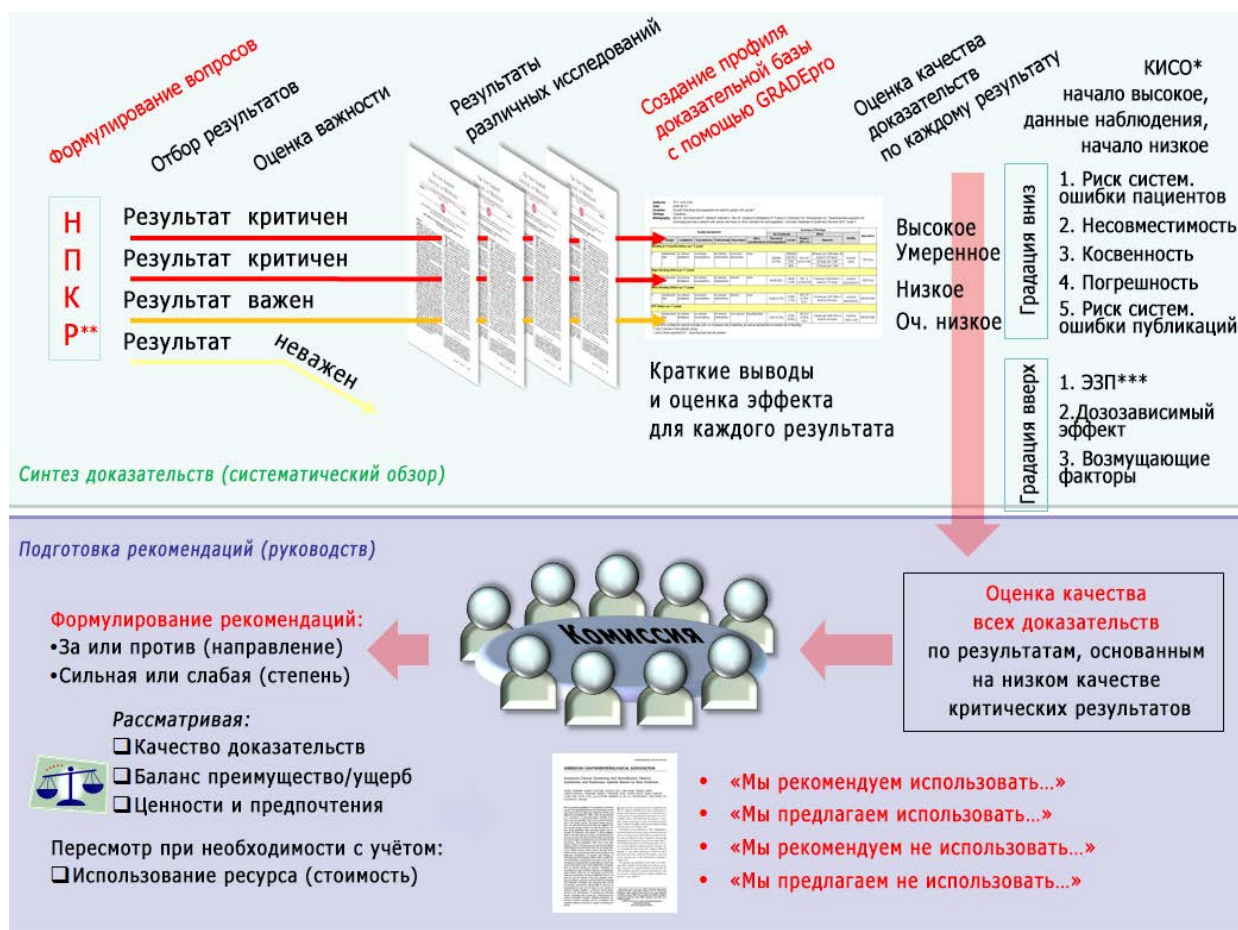 Формулирование вопросов
Отбор результатов
Оценка важности
Результаты
различных исследований
Создание профиля
доказательной базы
с помощью GRADEpro
Оценка качества
доказательств
по каждому результату
КИСО*
начало высокое,
данные наблюдения,
начало низкое
Н
П
К
Р**
Результат критичен
Результат критичен
Результат важен
Результат неважен
Высокое
Умеренное
Низкое
Оч. низкое
Краткие выводы
и оценка эффекта
для каждого результата
Градация вниз
1. Риск систем.
ошибки пациентов
2. Несовместимость
3. Косвенность
4. Погрешность
5. Риск систем.
ошибки публикаций
Градация вверх
1. ЭЗП***
2.Дозозависимый
эффект
3. Возмущающие
факторы
Синтез доказательств (систематический обзор)
Подготовка рекомендаций (руководств)
Оценка качества
всех доказательств
по результатам, основанным
на низком качестве
критических результатов
Комиссия
Формулирование рекомендаций:
•За или против (направление)
•Сильная или слабая (степень)
Рассматривая:
❑Качество доказательств
❑Баланс преимущество/ущерб
❑Ценности и предпочтения
Пересмотр при необходимости с учётом:
❑Использование ресурса (стоимость)
AMERICAN GASTROENTEROLOGICAL ASSOCIATION
• «Мы рекомендуем использовать...»
• «Мы предлагаем использовать...»
• «Мы рекомендуем не использовать...»
• «Мы предлагаем не использовать...»